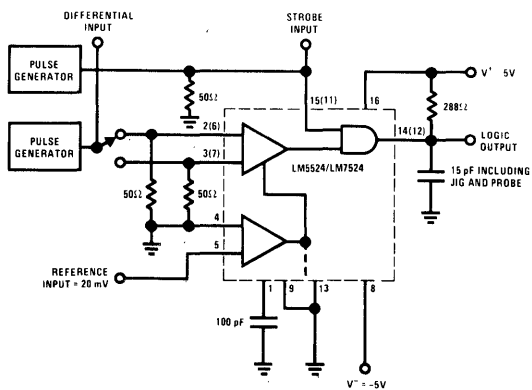 DIFFERENTIAL
INPUT
STROBE
INPUT
PULSE
GENERATOR
V+ 5V
50Ω
15(11)
16
288Ω
PULSE
GENERATOR
2(6)
14(12)
LOGIC
OUTPUT
3(7)
LM5524/LM7524
15 pF INCLUDING
JIG AND PROBE
50Ω
50Ω
4
5
REFERENCE
INPUT = 20 mV
1
9
13
8
100 pF
V− = −5V